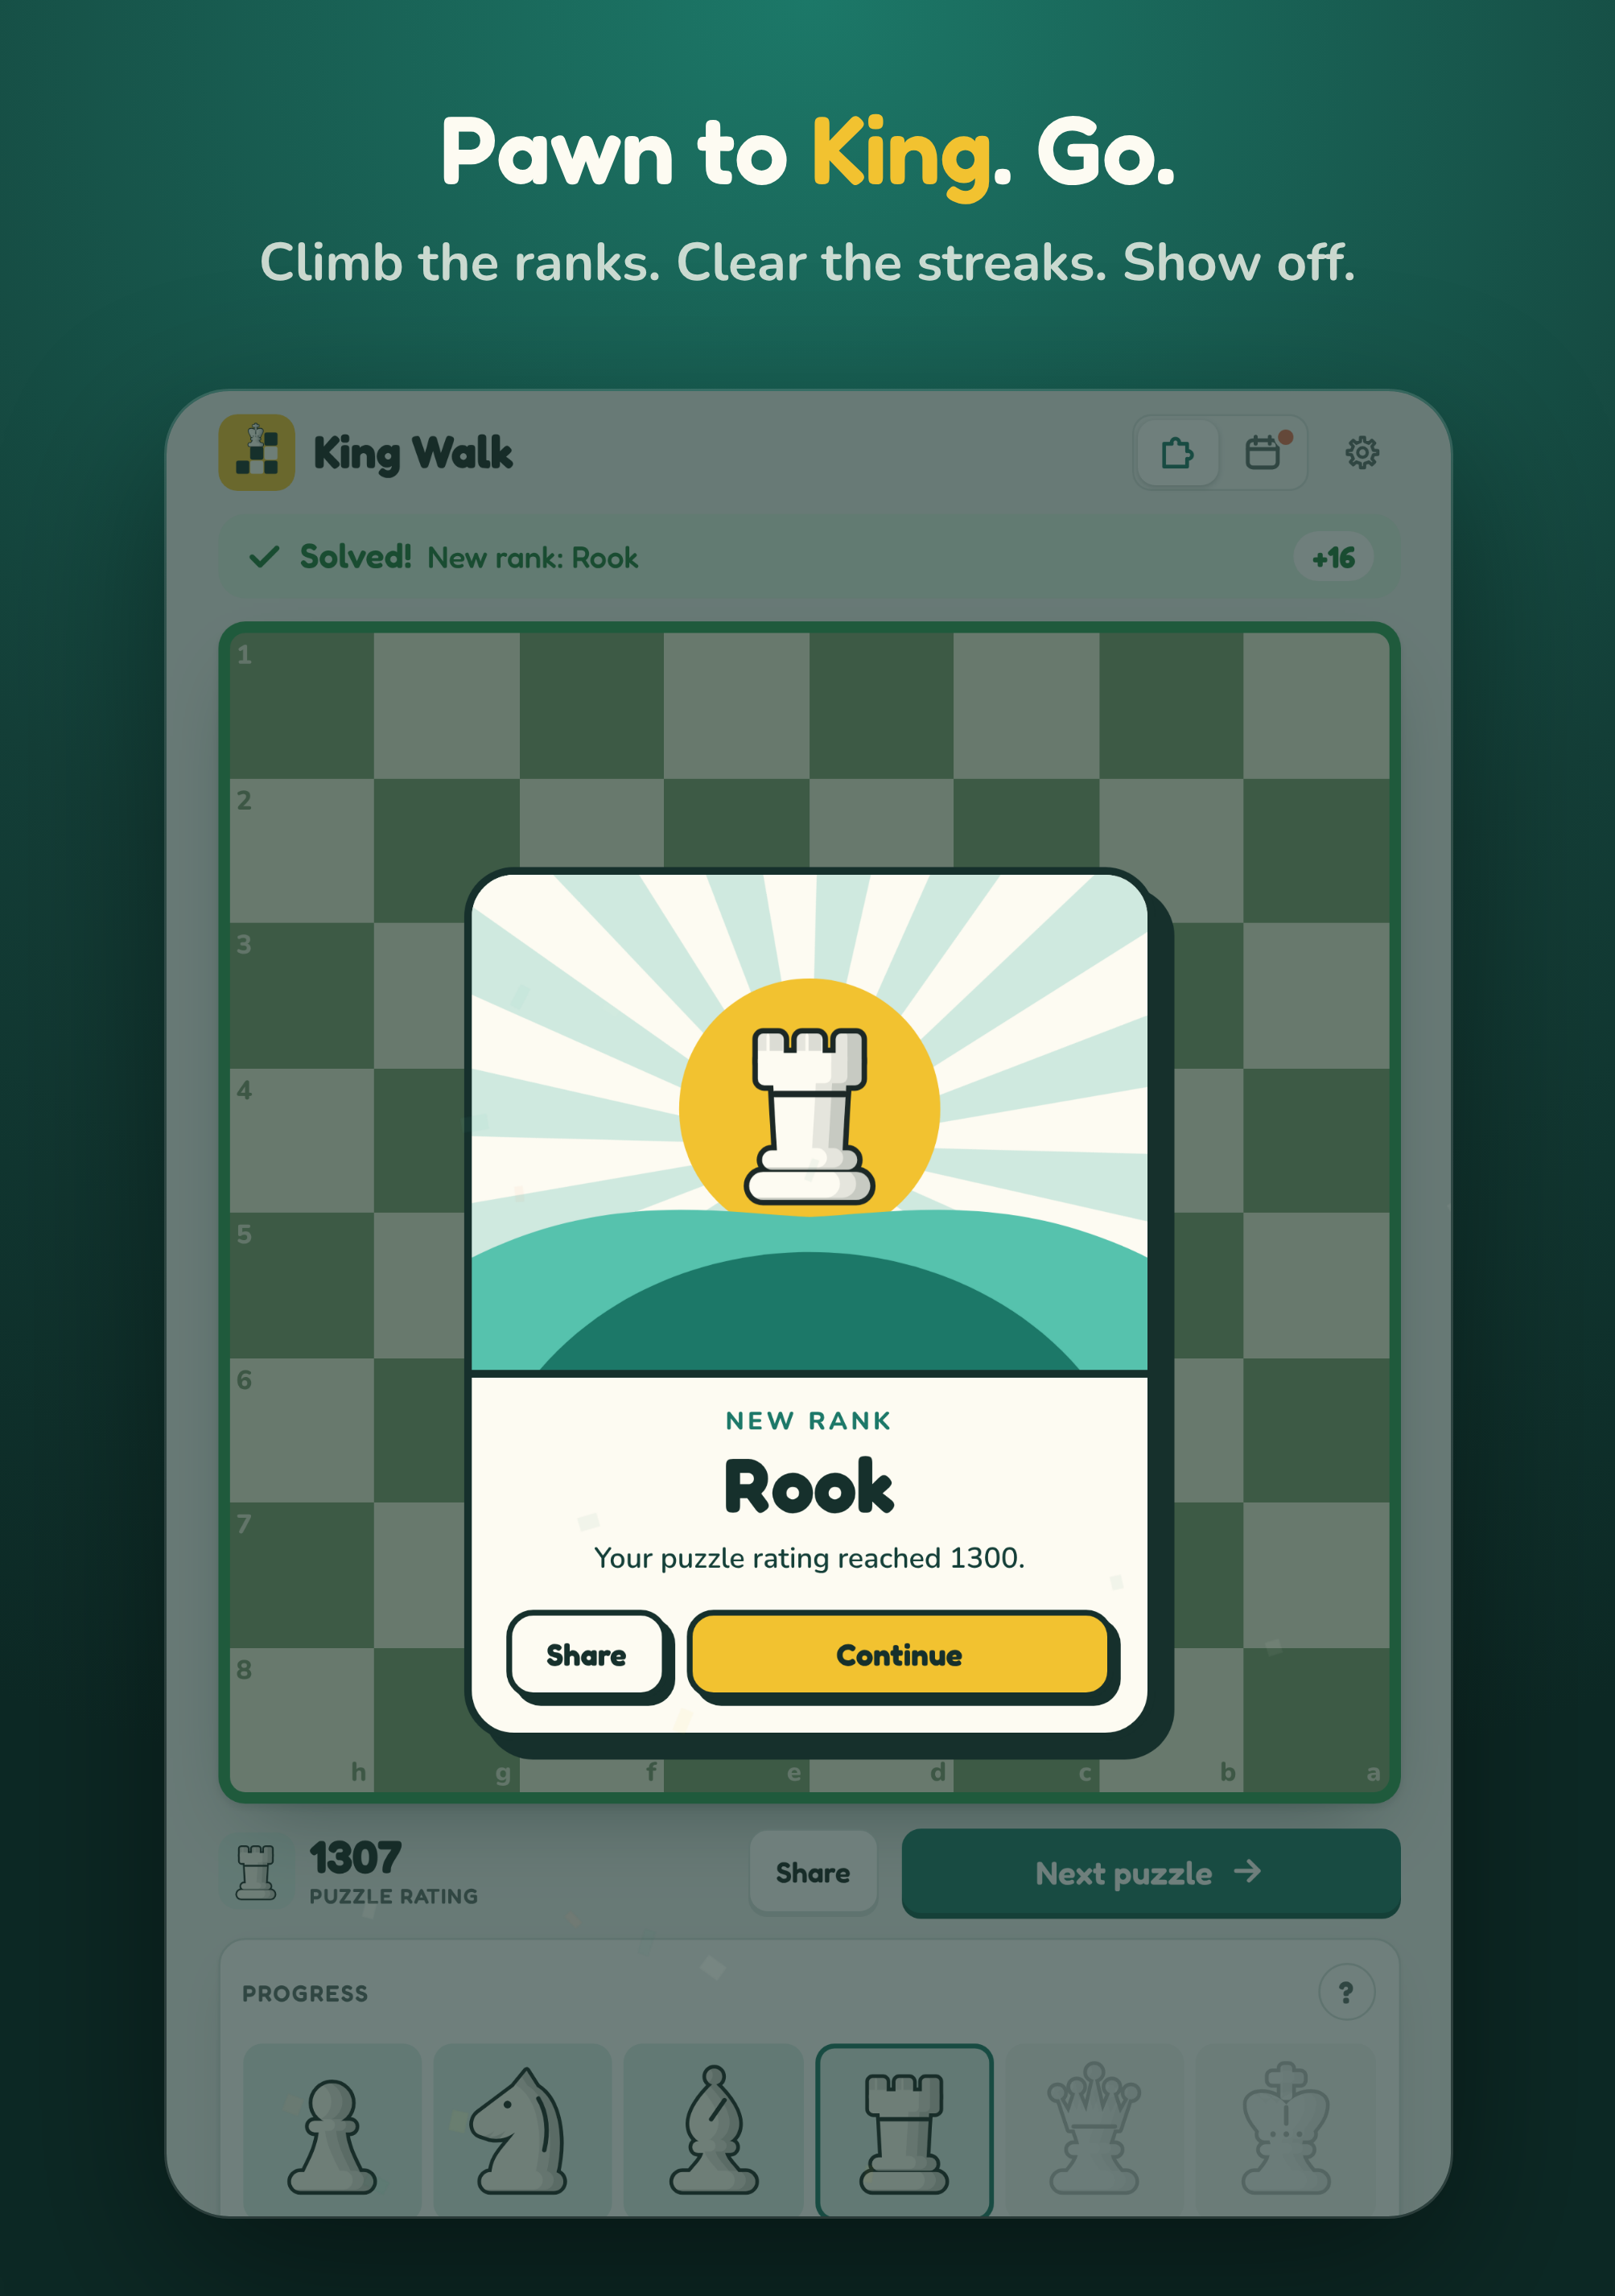 Pawn to King. Go.
Climb the ranks. Clear the streaks. Show off.
King Walk
Solved! New rank: Rook
+16
1
2
3
4
5
6
7
8
h g f e d c b a
NEW RANK
Rook
Your puzzle rating reached 1300.
Share
Continue
1307
PUZZLE RATING
Share
Next puzzle →
PROGRESS
?